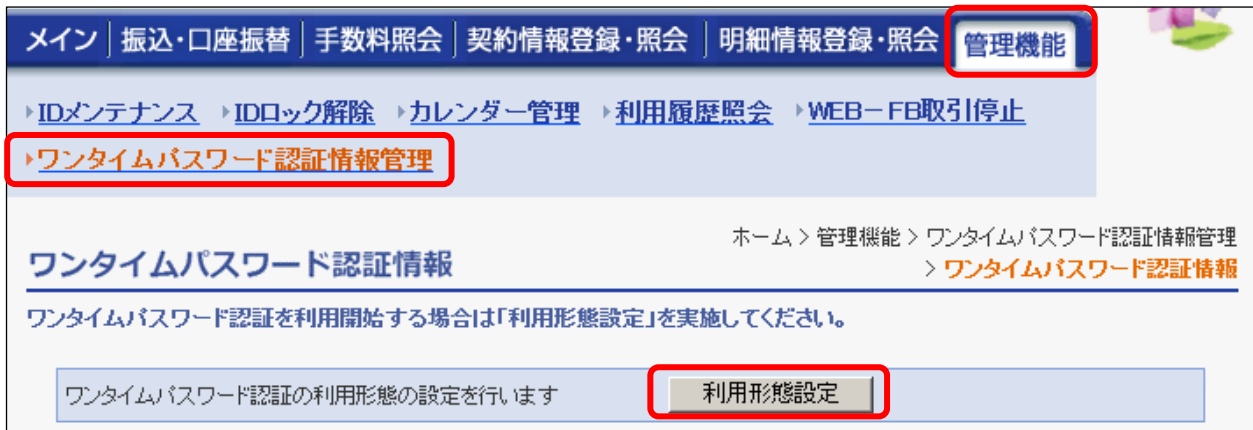 メイン 振込・口座振替 手数料照会 契約情報登録・照会 明細情報登録・照会 管理機能
IDメンテナンス IDロック解除 カレンダー管理 利用履歴照会 WEB－FB取引停止
ワンタイムパスワード認証情報管理
ホーム > 管理機能 > ワンタイムパスワード認証情報管理
> ワンタイムパスワード認証情報
ワンタイムパスワード認証情報
ワンタイムパスワード認証を利用開始する場合は「利用形態設定」を実施してください。
ワンタイムパスワード認証の利用形態の設定を行います 利用形態設定